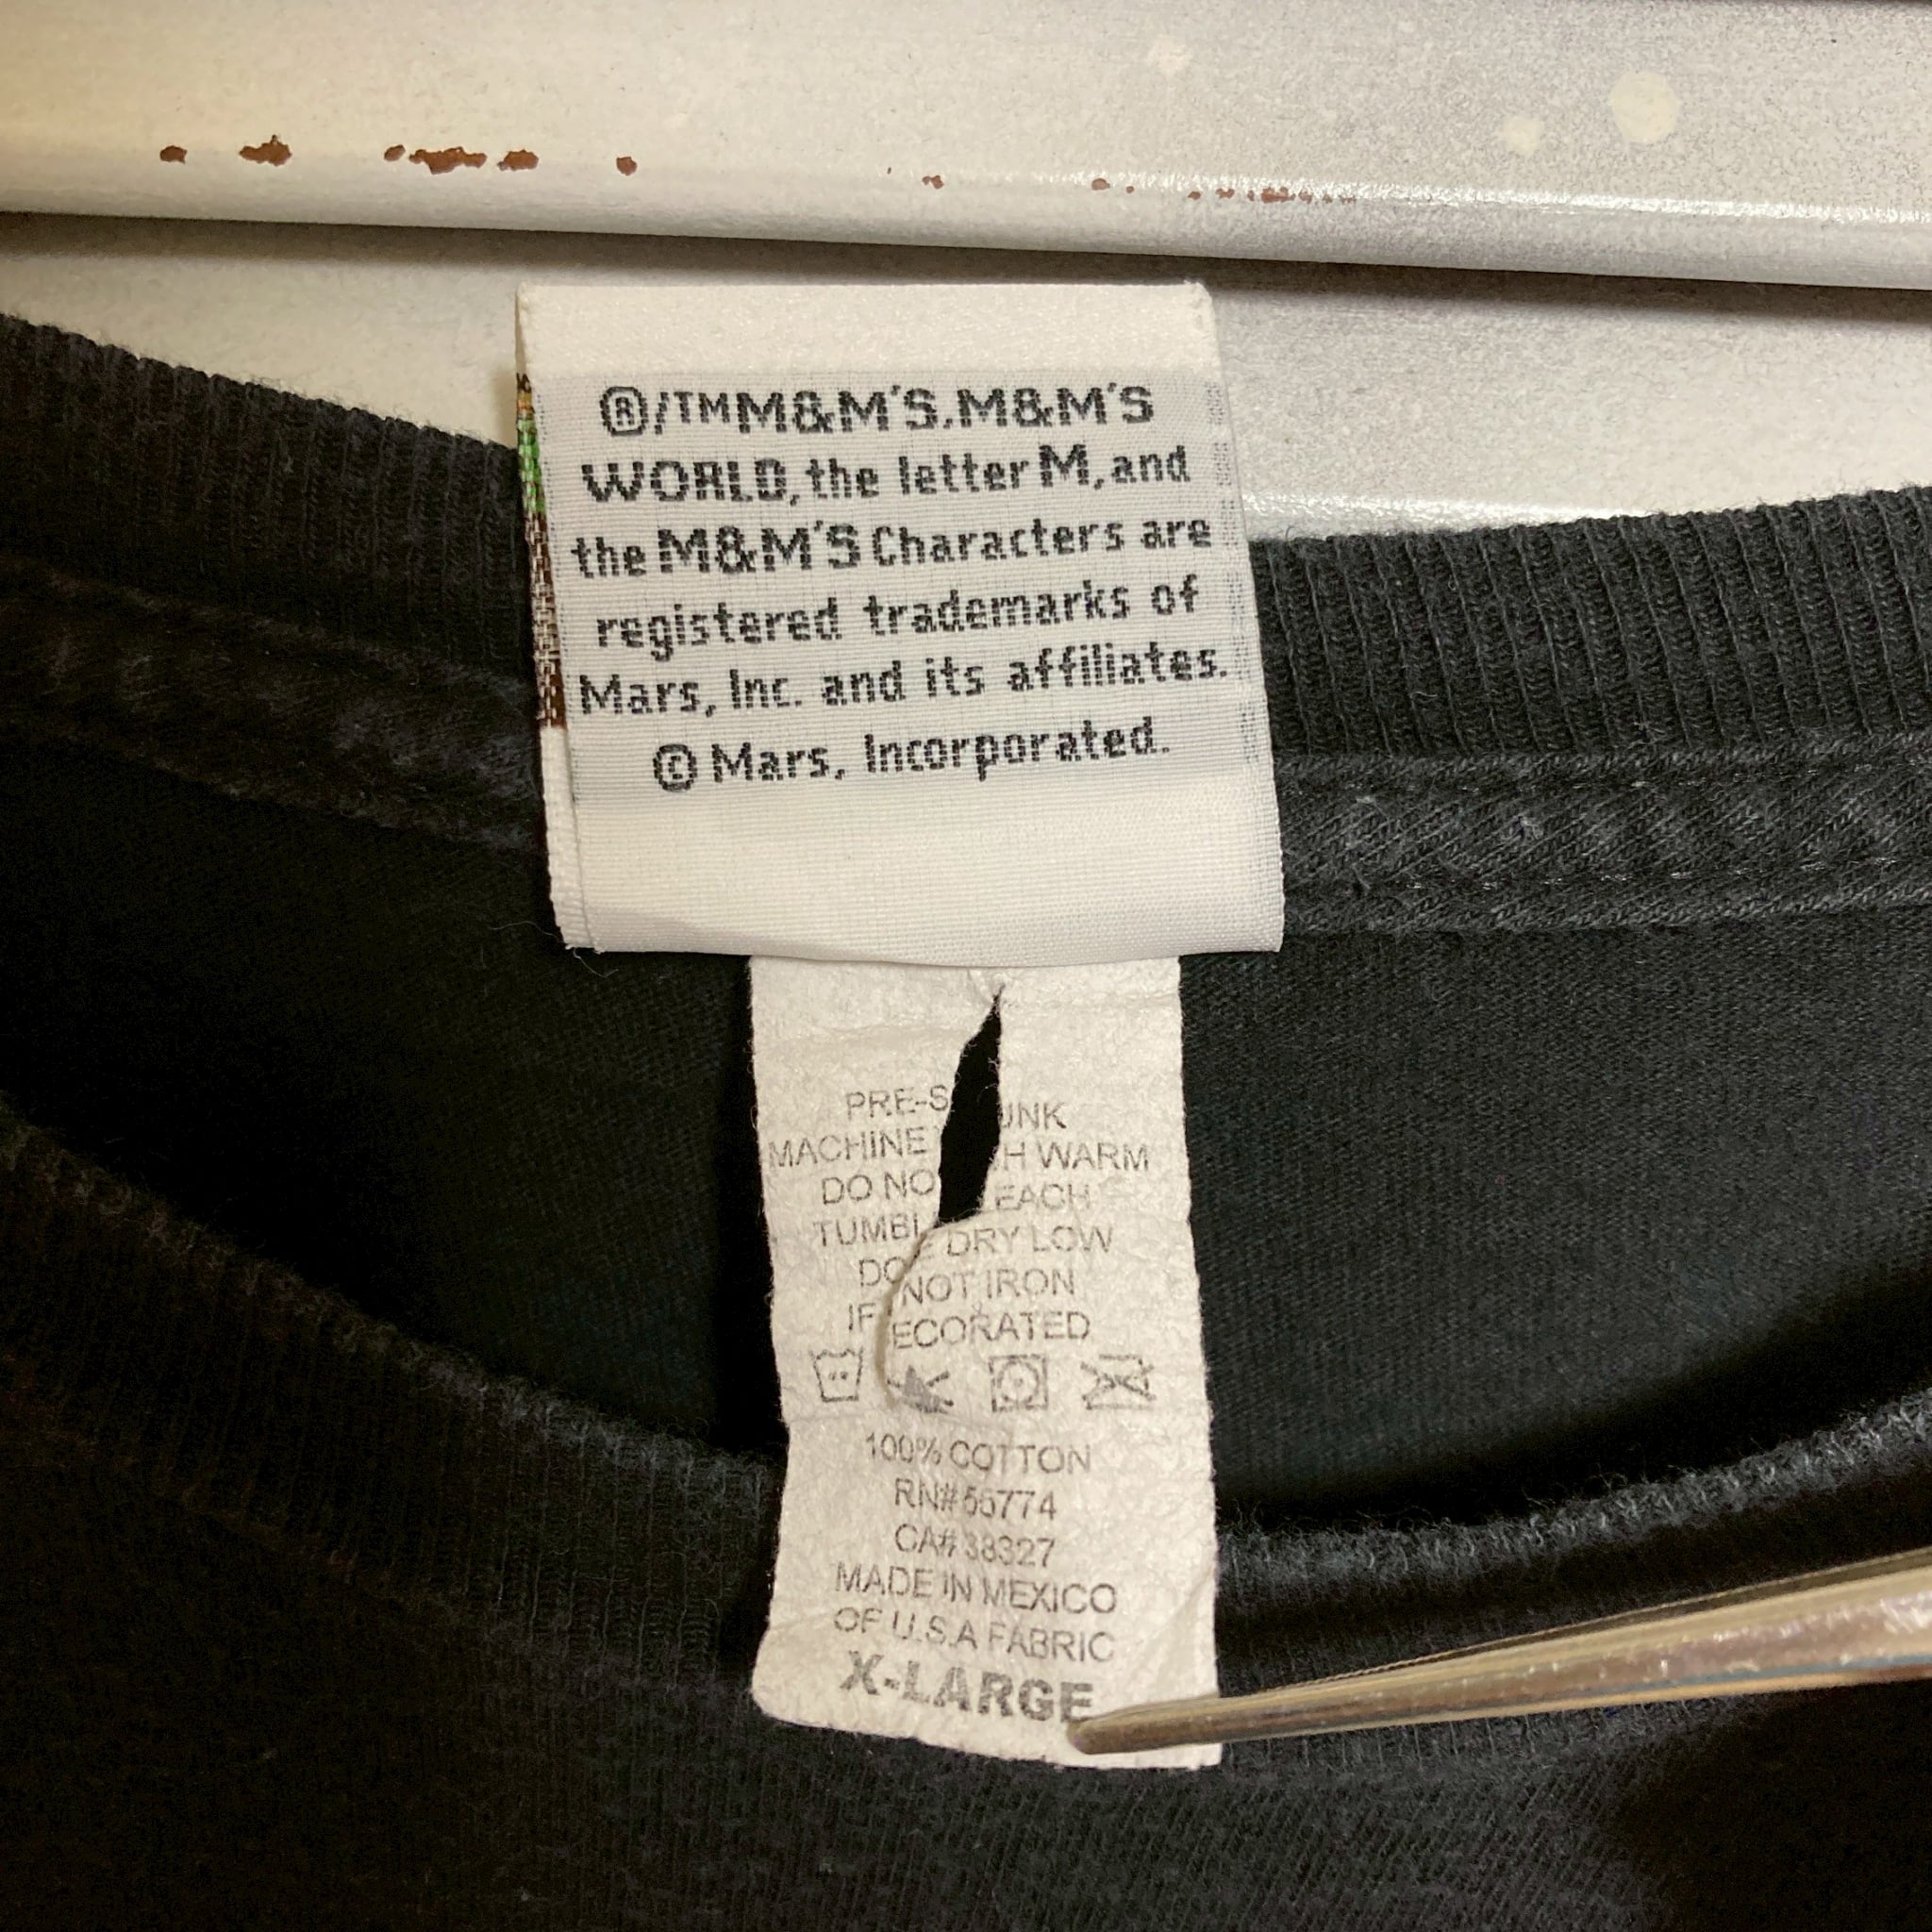 ®/TM M&M'S, M&M'S
WORLD, the letter M, and
the M&M'S Characters are
registered trademarks of
Mars, Inc. and its affiliates.
© Mars, Incorporated.
PRE-S UNK
MACHINE H WARM
DO NO EACH
TUMBLE DRY LOW
DO NOT IRON
IF ECORATED
100% COTTON
RN#
CA# 38327
MADE IN MEXICO
OF U.S.A FABRIC
X-LARGE